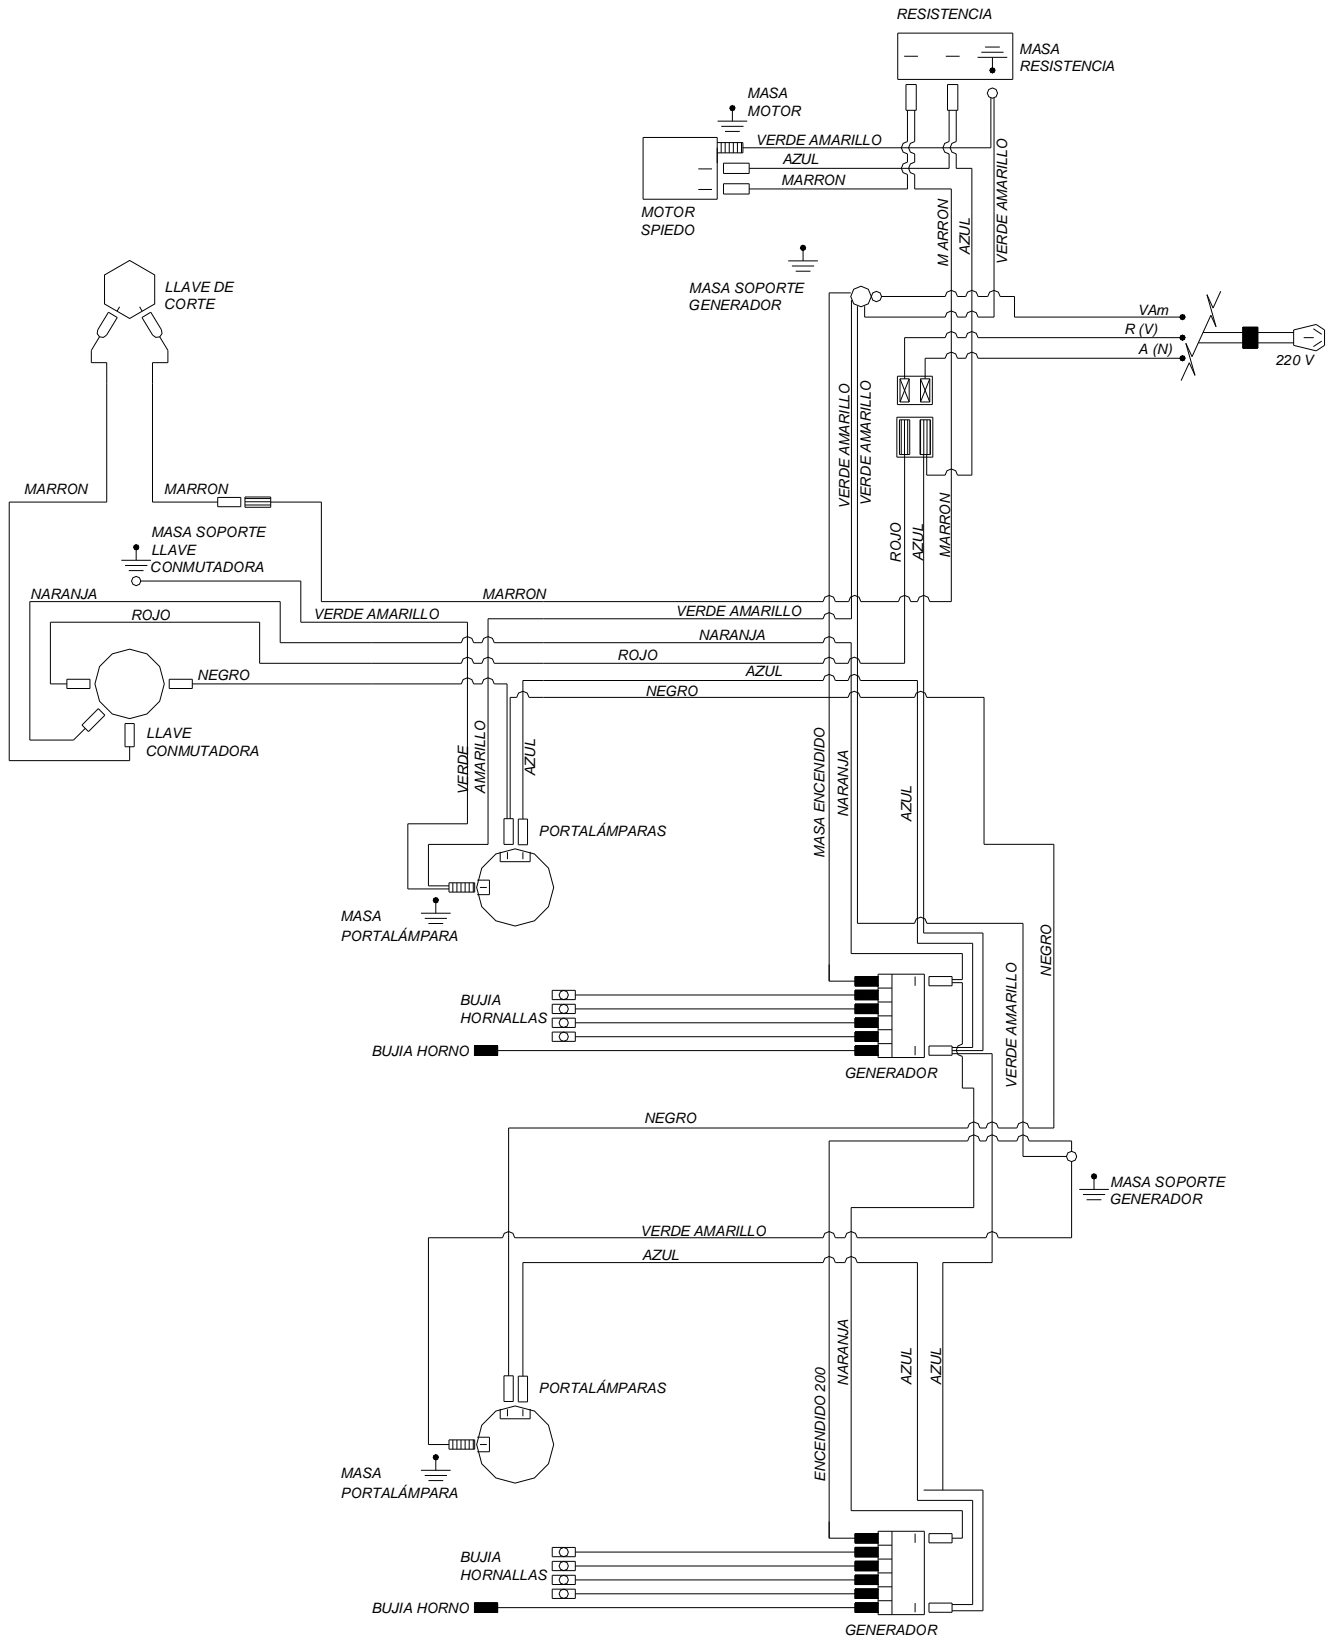 RESISTENCIA
MASA
RESISTENCIA
MASA
MOTOR
VERDE AMARILLO
AZUL
MARRON
MOTOR
SPIEDO
VERDE AMARILLO
M ARRON
AZUL
MASA SOPORTE
GENERADOR
LLAVE DE
CORTE
VAm
R (V)
A (N)
220 V
VERDE AMARILLO
VERDE AMARILLO
MARRON
MARRON
ROJO
AZUL
MARRON
MASA SOPORTE
LLAVE
CONMUTADORA
NARANJA
MARRON
ROJO
VERDE AMARILLO
VERDE AMARILLO
NARANJA
ROJO
NEGRO
AZUL
NEGRO
LLAVE
CONMUTADORA
VERDE
AMARILLO
AZUL
MASA ENCENDIDO
NARANJA
AZUL
PORTALÁMPARAS
MASA
PORTALÁMPARA
NEGRO
VERDE AMARILLO
BUJIA
HORNALLAS
BUJIA HORNO
GENERADOR
NEGRO
MASA SOPORTE
GENERADOR
VERDE AMARILLO
AZUL
ENCENDIDO 200
NARANJA
AZUL
AZUL
PORTALÁMPARAS
MASA
PORTALÁMPARA
BUJIA
HORNALLAS
BUJIA HORNO
GENERADOR